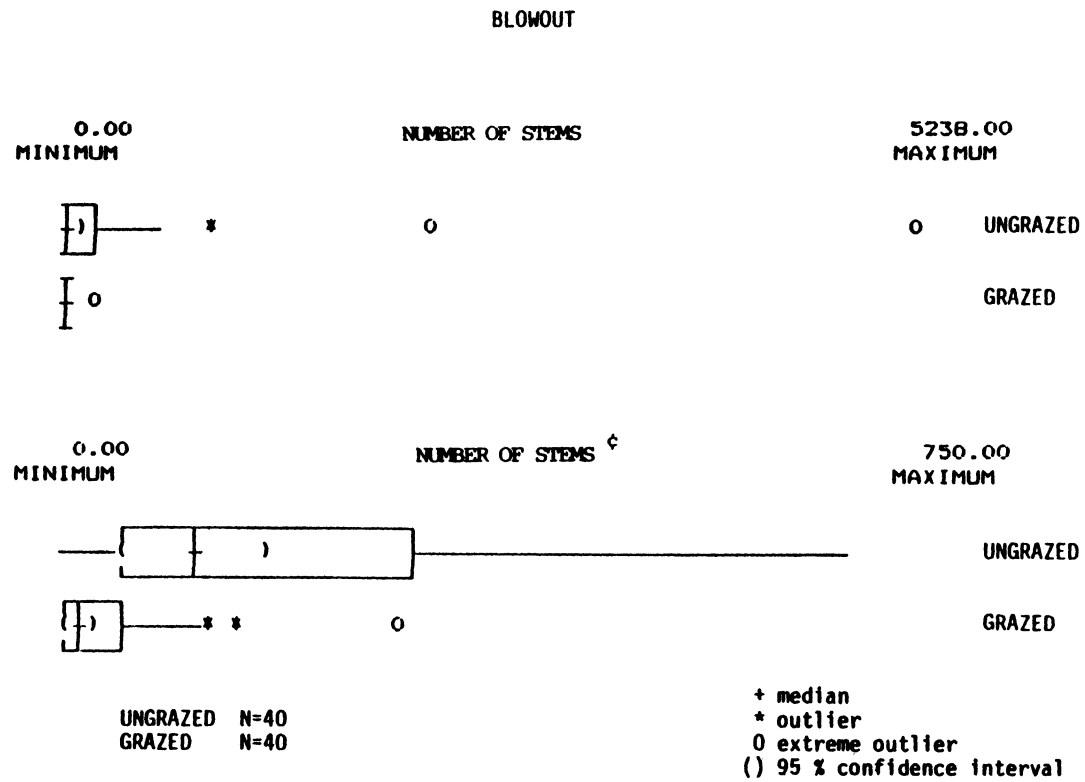 BLOWOUT
0.00 NUMBER OF STEMS 5238.00
MINIMUM MAXIMUM
) * O O UNGRAZED
O GRAZED
0.00 NUMBER OF STEMS ¢ 750.00
MINIMUM MAXIMUM
( + ) UNGRAZED
( + ) * * O GRAZED
UNGRAZED N=40
GRAZED N=40
+ median
* outlier
O extreme outlier
() 95 % confidence interval